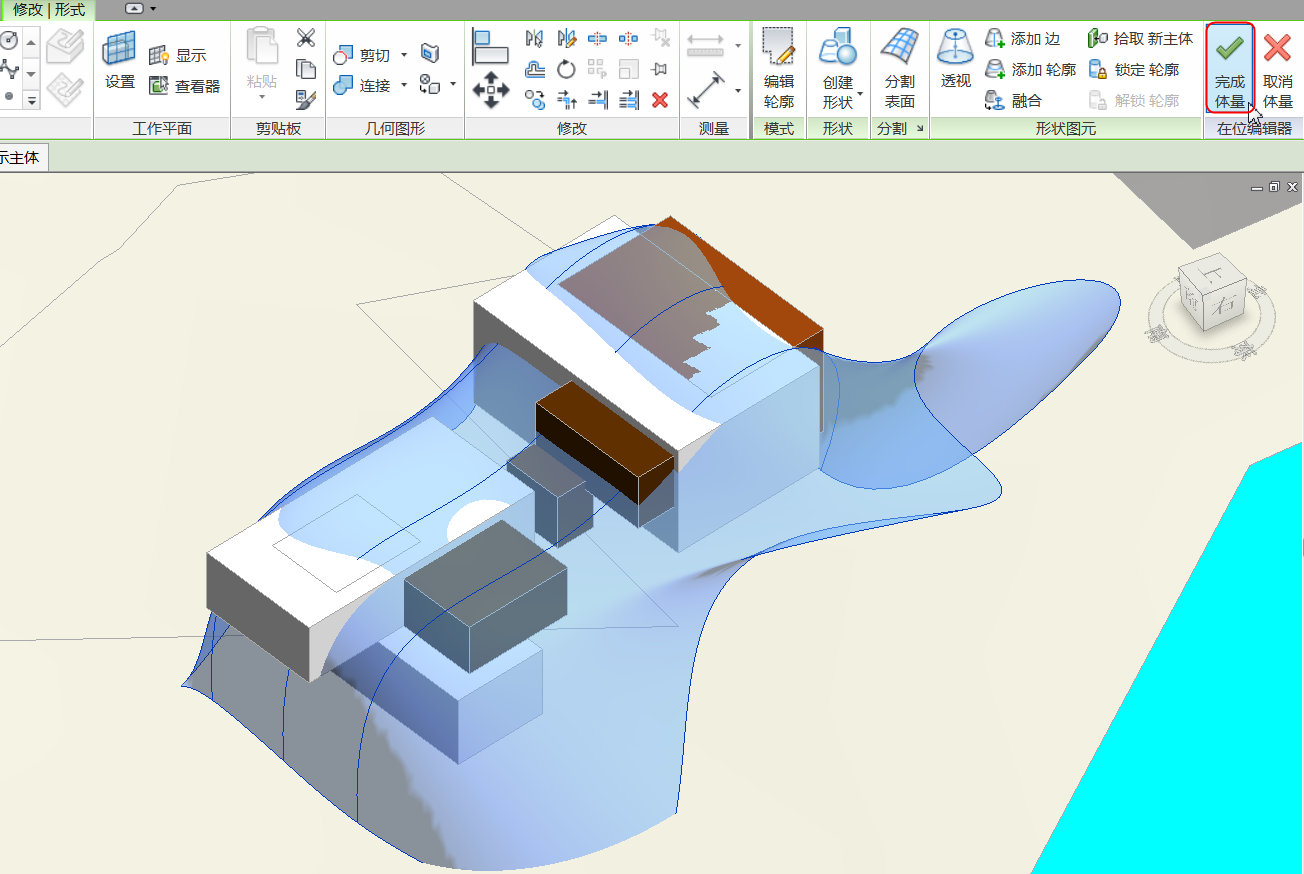 修改 | 形式
设置
显示
查看器
工作平面
粘贴
剪贴板
剪切
连接
几何图形
修改
测量
编辑
轮廓
模式
创建
形状
形状
分割
表面
分割
透视
添加 边
添加 轮廓
融合
拾取 新主体
锁定 轮廓
解锁 轮廓
形状图元
完成
体量
取消
体量
在位编辑器
示主体
上
前
右